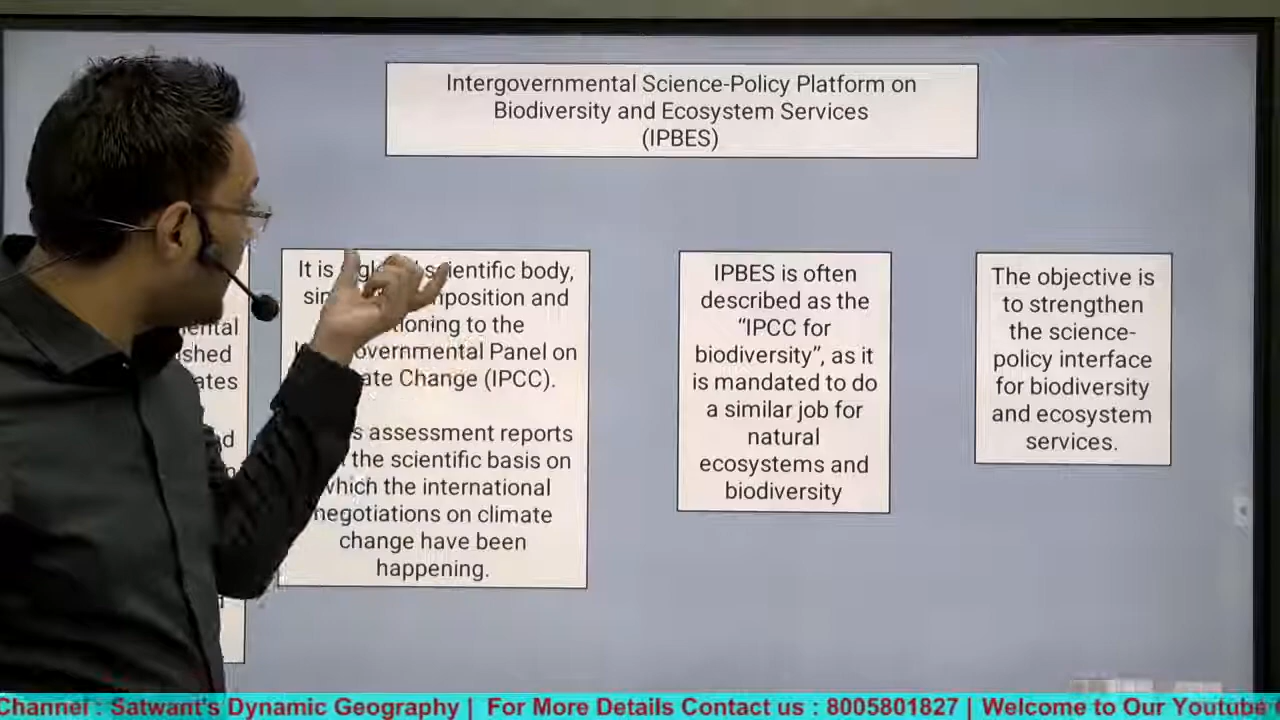 Intergovernmental Science-Policy Platform on
Biodiversity and Ecosystem Services
(IPBES)
It is scientific body,
and
to the
Panel on
Change (IPCC).
assessment reports
the scientific basis on
which the international
negotiations on climate
change have been
happening.
IPBES is often
described as the
“IPCC for
biodiversity”, as it
is mandated to do
a similar job for
natural
ecosystems and
biodiversity
The objective is
to strengthen
the science-
policy interface
for biodiversity
and ecosystem
services.
Channel : Satwant's Dynamic Geography | For More Details Contact us : 8005801827 | Welcome to Our Youtube